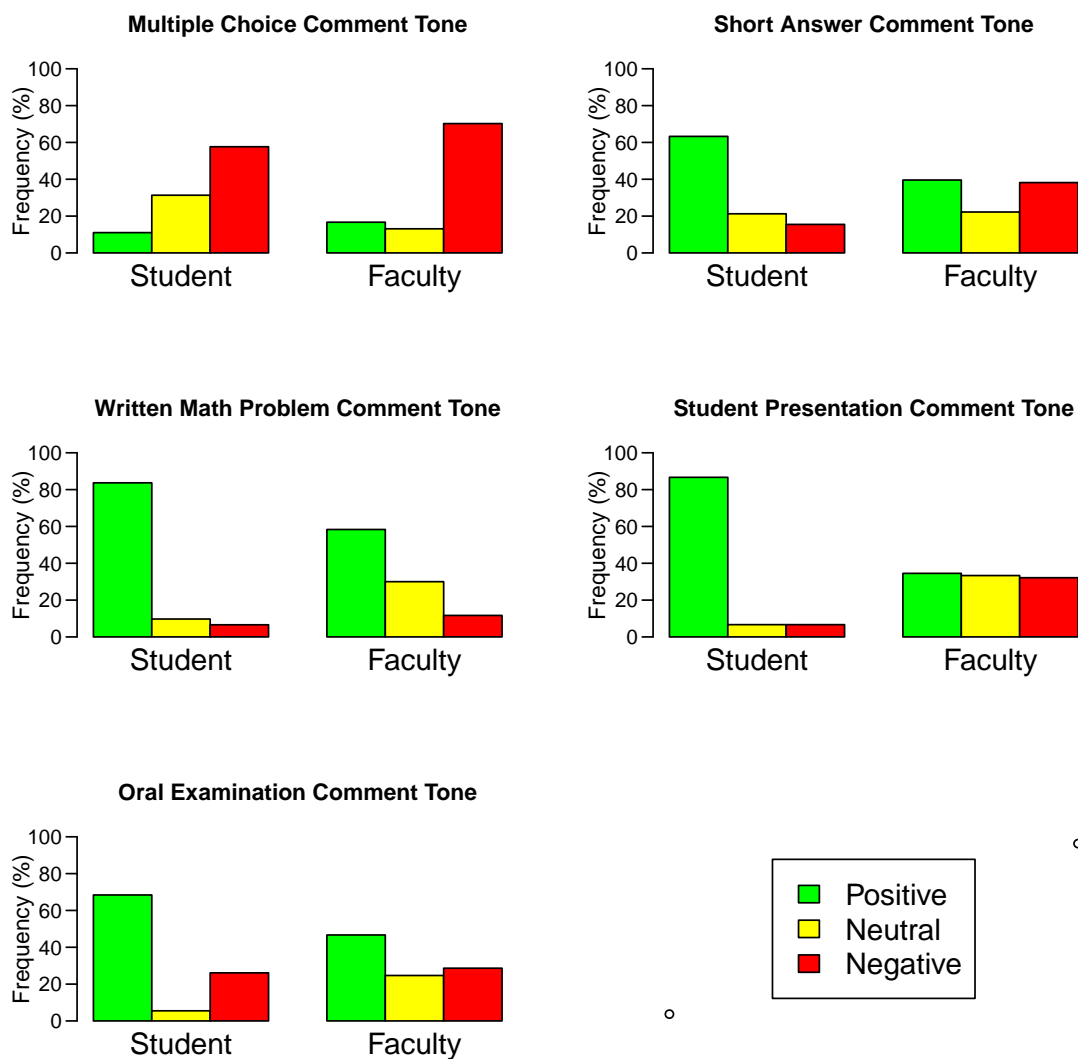 Multiple Choice Comment Tone
Frequency (%)
100
80
60
40
20
0
Student Faculty
Short Answer Comment Tone
Frequency (%)
100
80
60
40
20
0
Student Faculty
Written Math Problem Comment Tone
Frequency (%)
100
80
60
40
20
0
Student Faculty
Student Presentation Comment Tone
Frequency (%)
100
80
60
40
20
0
Student Faculty
Oral Examination Comment Tone
Frequency (%)
100
80
60
40
20
0
Student Faculty
Positive
Neutral
Negative